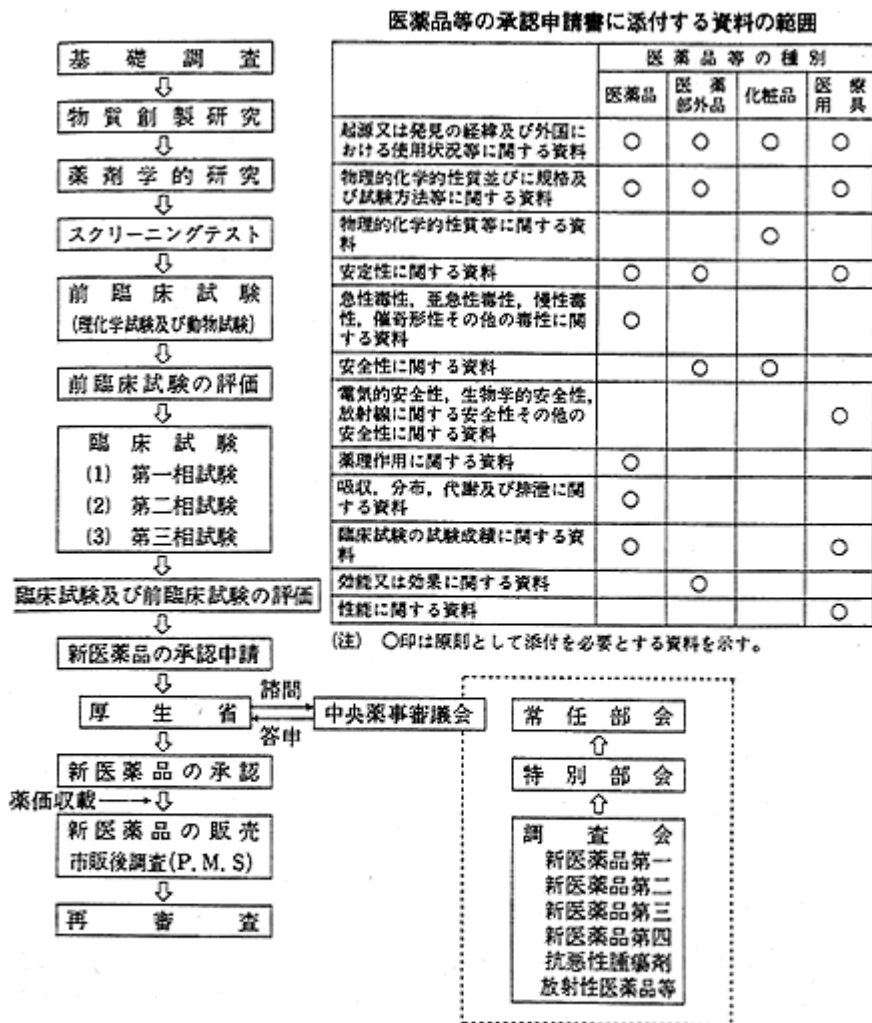 医薬品等の承認申請書に添付する資料の範囲
基礎調査
物質創製研究
薬剤学的研究
スクリーニングテスト
前臨床試験
(理化学試験及び動物試験)
前臨床試験の評価
臨床試験
(1) 第一相試験
(2) 第二相試験
(3) 第三相試験
臨床試験及び前臨床試験の評価
新医薬品の承認申請
厚生省
諮問
答申
中央薬事審議会
新医薬品の承認
薬価収載
新医薬品の販売
市販後調査(P.M.S)
再審査
常任部会
特別部会
調査会
新医薬品第一
新医薬品第二
新医薬品第三
新医薬品第四
抗悪性腫瘍剤
放射性医薬品等
医薬品等の種別
医薬品
医薬
部外品
化粧品
医療
用具
起源又は発見の経緯及び外国に
おける使用状況等に関する資料
○ ○ ○ ○
物理的化学的性質並びに規格及
び試験方法等に関する資料
○ ○ ○
物理的化学的性質等に関する資
料
○
安定性に関する資料
○ ○ ○
急性毒性,亜急性毒性,慢性毒
性,催奇形性その他の毒性に関
する資料
○
安全性に関する資料
○ ○
電気的安全性,生物学的安全性,
放射線に関する安全性その他の
安全性に関する資料
○
薬理作用に関する資料
○
吸収,分布,代謝及び排泄に関
する資料
○
臨床試験の試験成績に関する資
料
○ ○
効能又は効果に関する資料
○
性能に関する資料
○
(注) ○印は原則として添付を必要とする資料を示す。